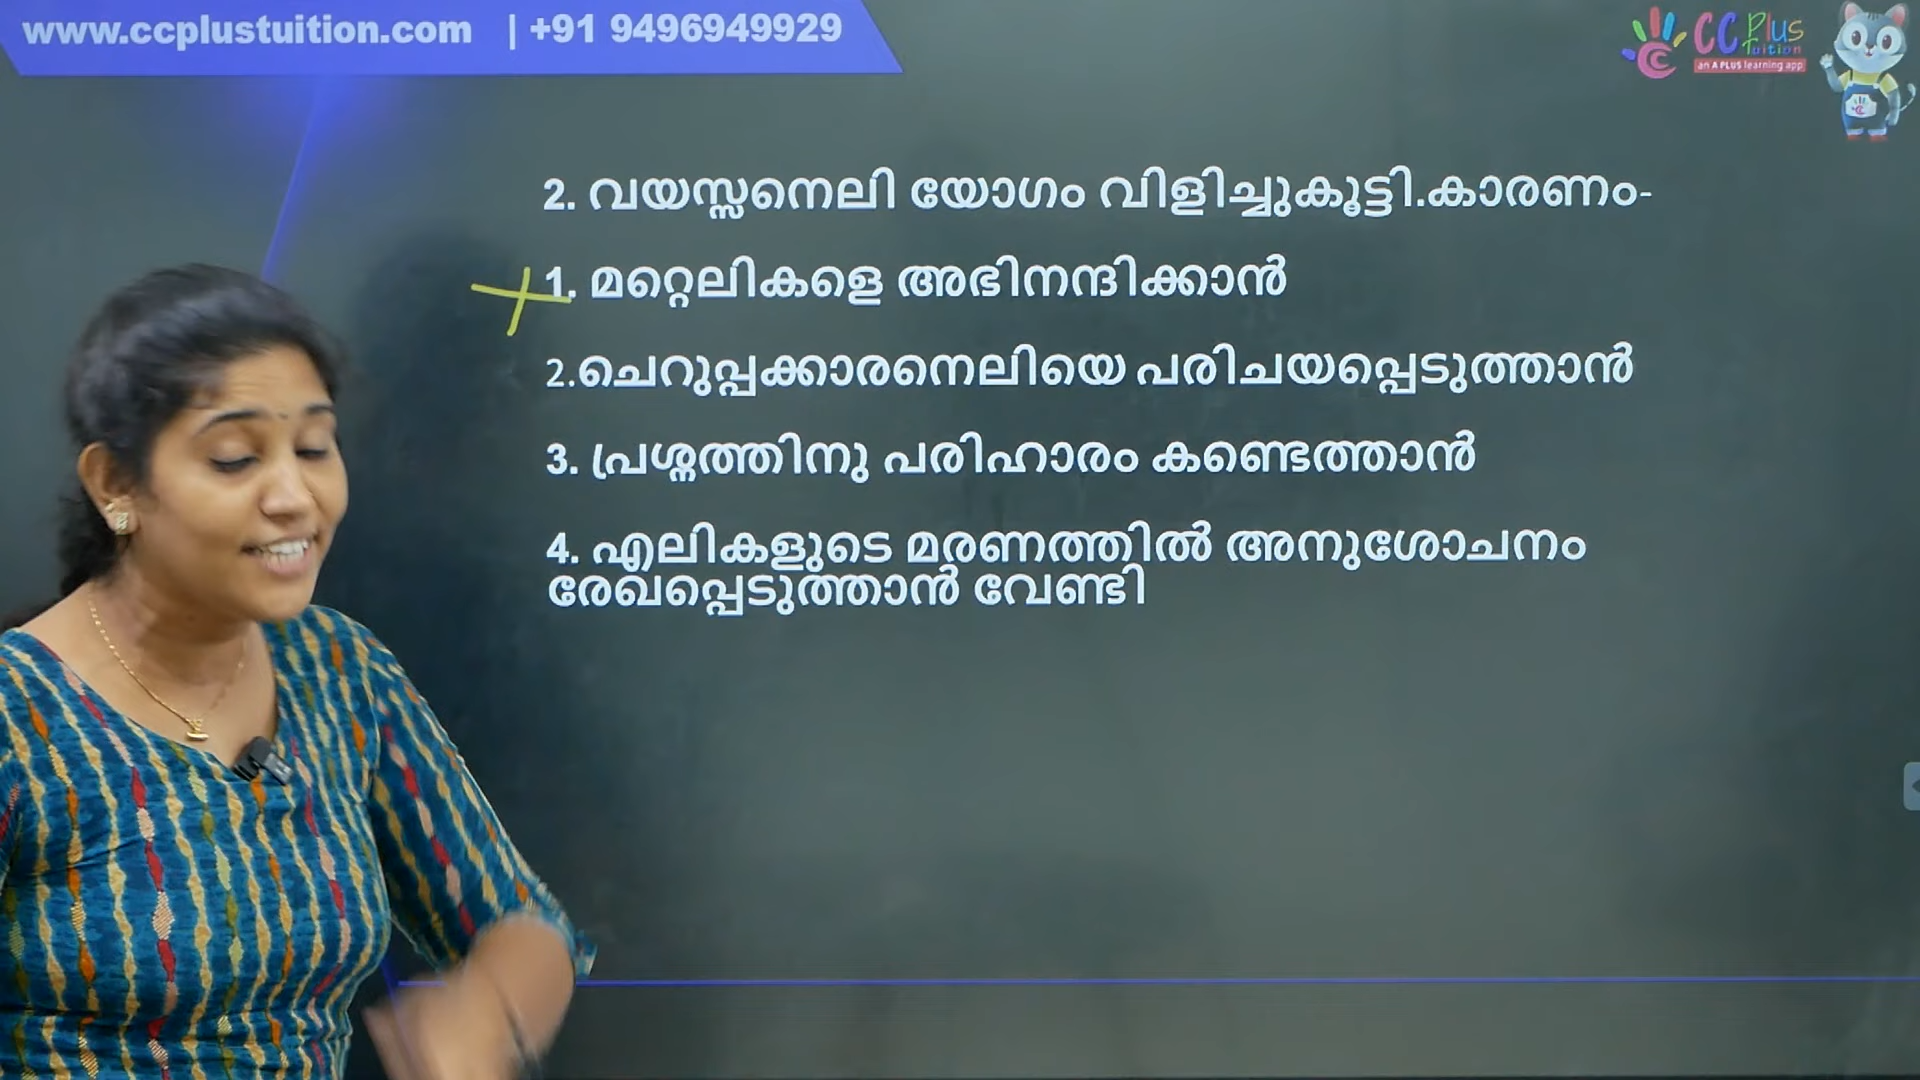 www.ccplustuition.com | +91 9496949929
CC Plus
Tuition
an A PLUS learning app
2. വയസ്സനെലി യോഗം വിളിച്ചുകൂട്ടി.കാരണം-
1. മറ്റെലികളെ അഭിനന്ദിക്കാൻ
2.ചെറുപ്പക്കാരനെലിയെ പരിചയപ്പെടുത്താൻ
3. പ്രശ്നത്തിനു പരിഹാരം കണ്ടെത്താൻ
4. എലികളുടെ മരണത്തിൽ അനുശോചനം
രേഖപ്പെടുത്താൻ വേണ്ടി